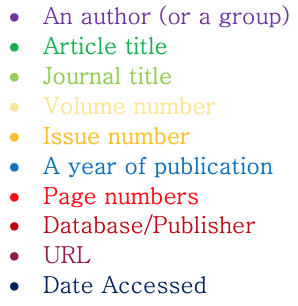 • An author (or a group)
• Article title
• Journal title
• Volume number
• Issue number
• A year of publication
• Page numbers
• Database/Publisher
• URL
• Date Accessed